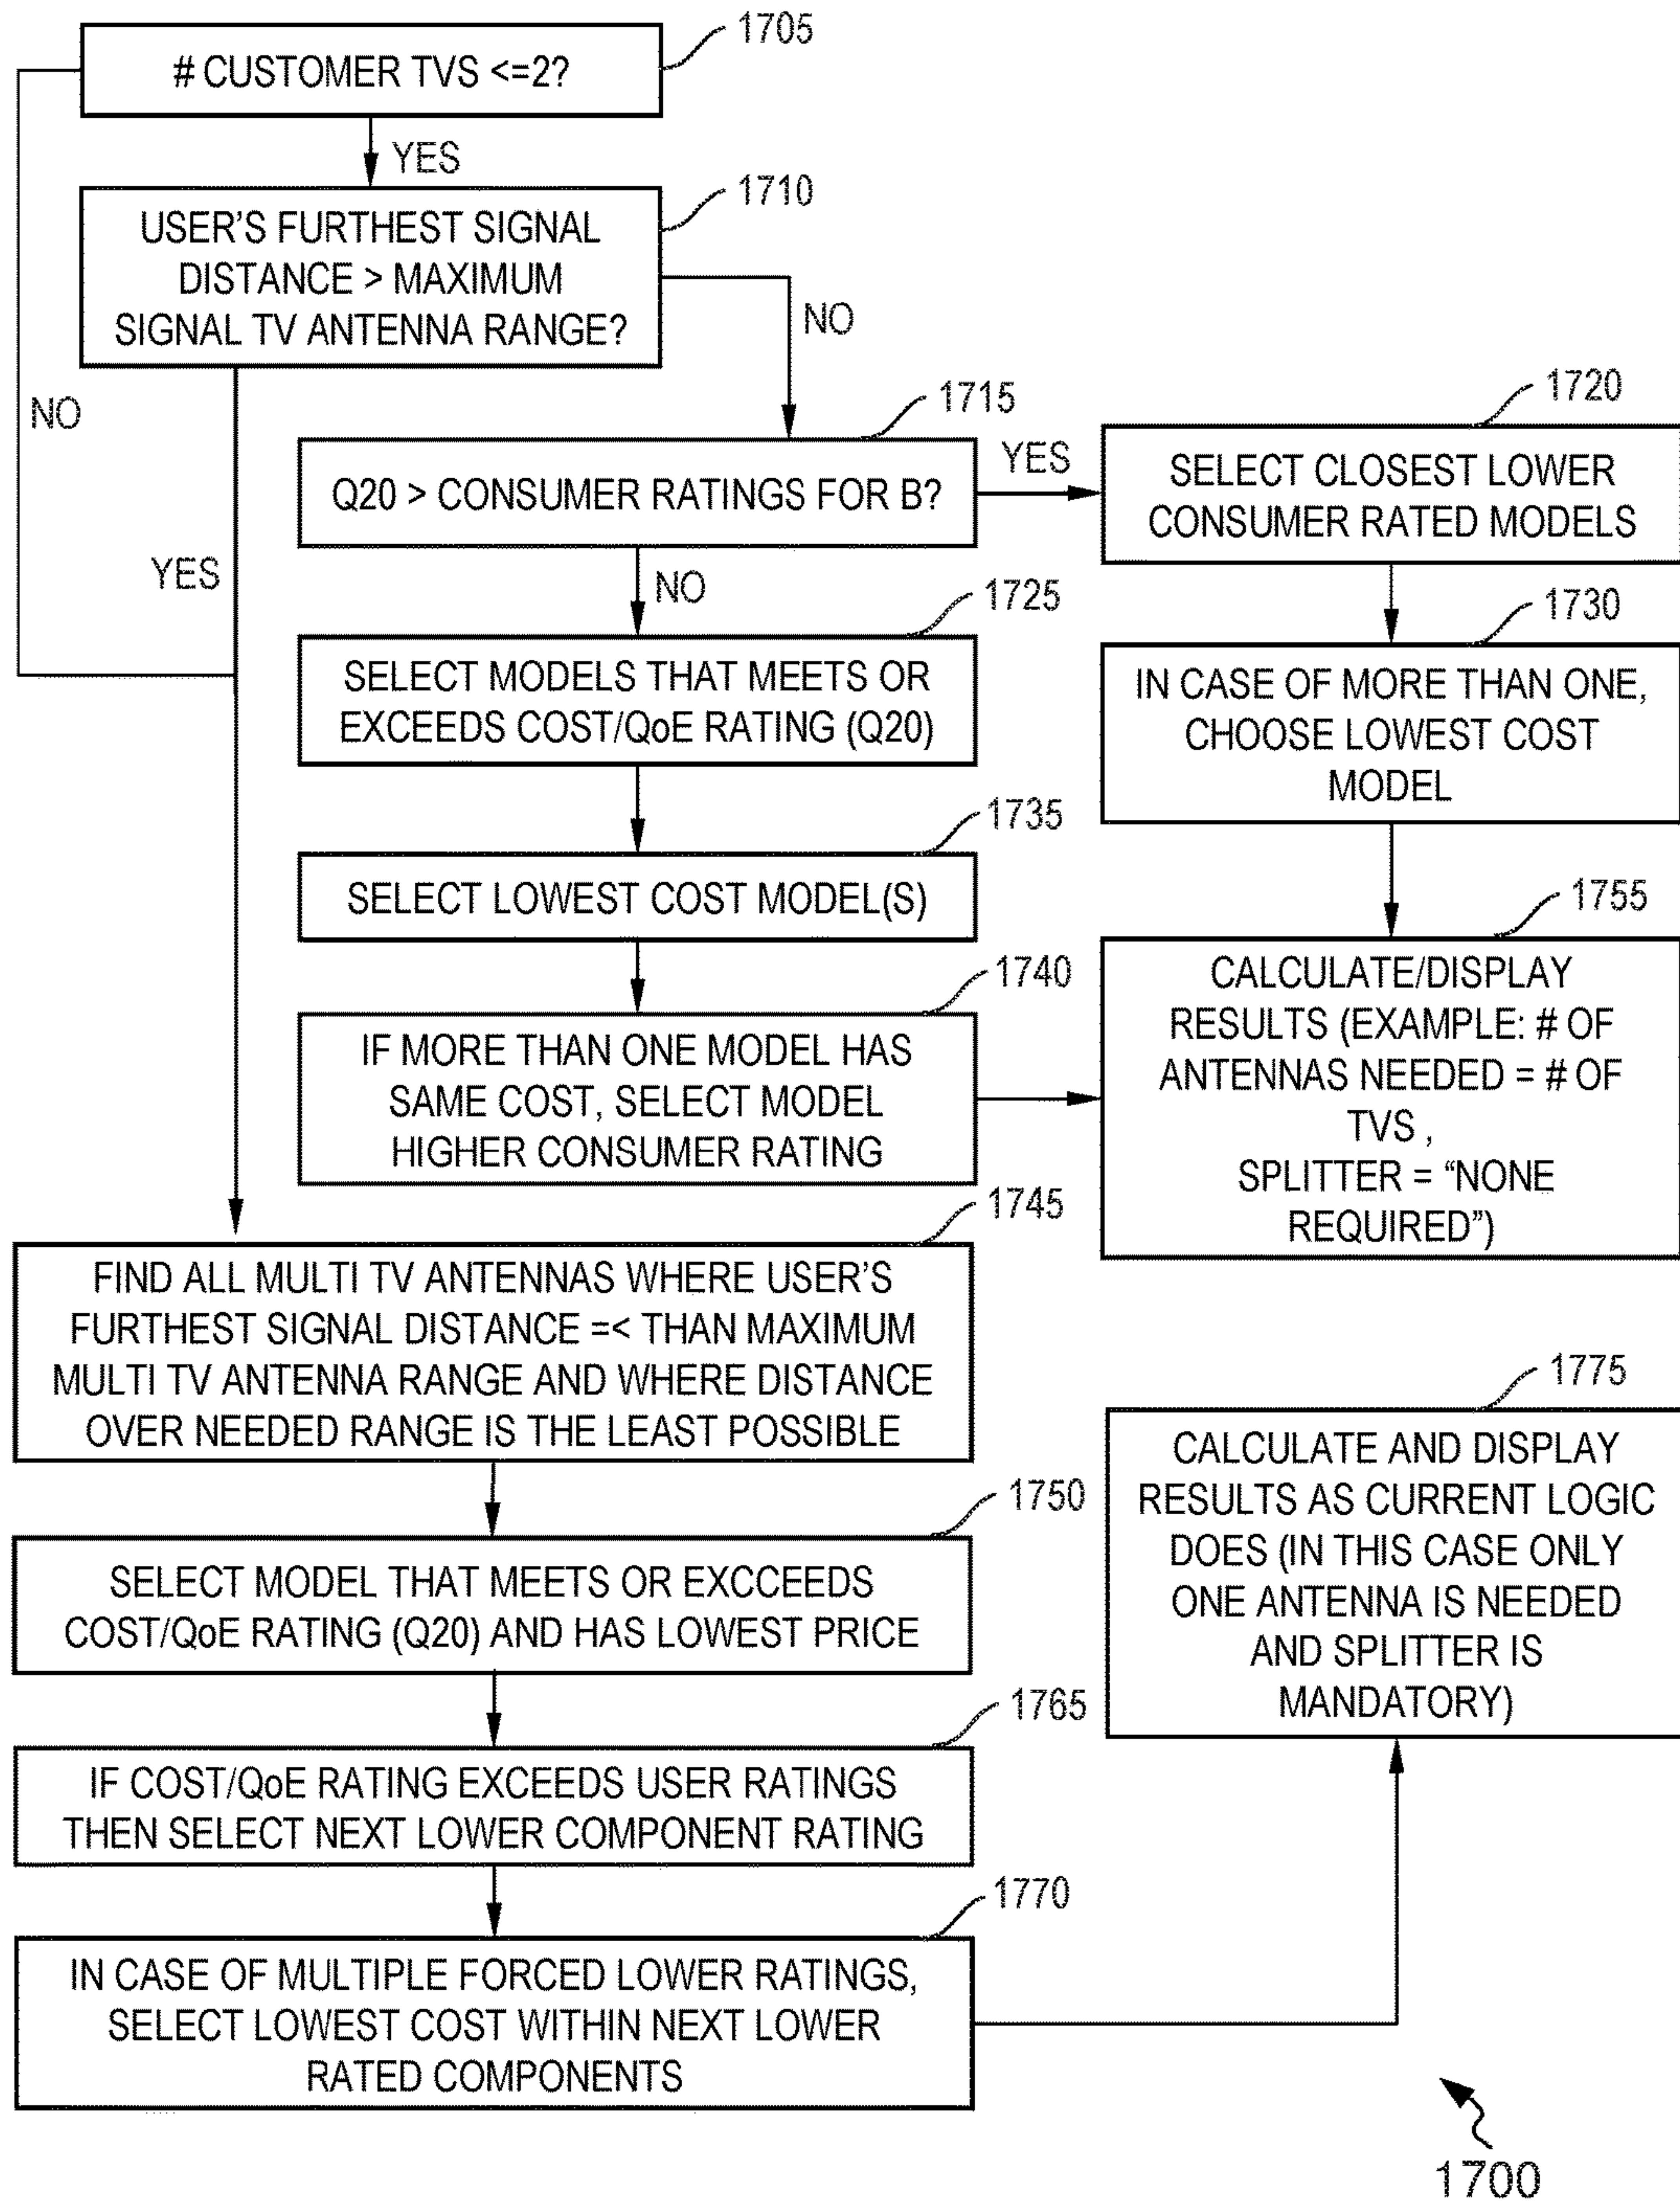 1705
# CUSTOMER TVS <=2?
YES
1710
USER'S FURTHEST SIGNAL
DISTANCE > MAXIMUM
SIGNAL TV ANTENNA RANGE?
NO
NO
YES
1715
Q20 > CONSUMER RATINGS FOR B?
YES
1720
SELECT CLOSEST LOWER
CONSUMER RATED MODELS
NO
1725
SELECT MODELS THAT MEETS OR
EXCEEDS COST/QoE RATING (Q20)
1730
IN CASE OF MORE THAN ONE,
CHOOSE LOWEST COST
MODEL
1735
SELECT LOWEST COST MODEL(S)
1740
IF MORE THAN ONE MODEL HAS
SAME COST, SELECT MODEL
HIGHER CONSUMER RATING
1755
CALCULATE/DISPLAY
RESULTS (EXAMPLE: # OF
ANTENNAS NEEDED = # OF
TVS ,
SPLITTER = “NONE
REQUIRED”)
1745
FIND ALL MULTI TV ANTENNAS WHERE USER'S
FURTHEST SIGNAL DISTANCE =< THAN MAXIMUM
MULTI TV ANTENNA RANGE AND WHERE DISTANCE
OVER NEEDED RANGE IS THE LEAST POSSIBLE
1750
SELECT MODEL THAT MEETS OR EXCCEEDS
COST/QoE RATING (Q20) AND HAS LOWEST PRICE
1765
IF COST/QoE RATING EXCEEDS USER RATINGS
THEN SELECT NEXT LOWER COMPONENT RATING
1770
IN CASE OF MULTIPLE FORCED LOWER RATINGS,
SELECT LOWEST COST WITHIN NEXT LOWER
RATED COMPONENTS
1775
CALCULATE AND DISPLAY
RESULTS AS CURRENT LOGIC
DOES (IN THIS CASE ONLY
ONE ANTENNA IS NEEDED
AND SPLITTER IS
MANDATORY)
1700